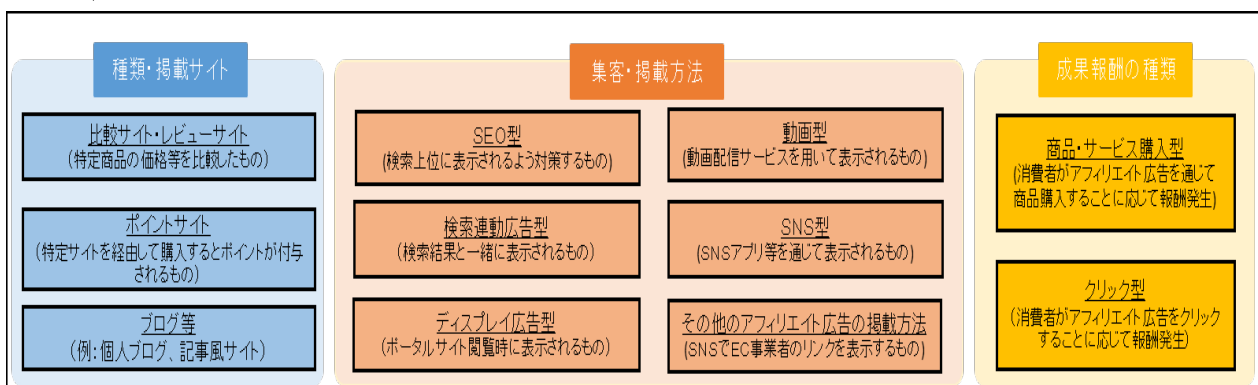 種類・掲載サイト
比較サイト・レビューサイト
(特定商品の価格等を比較したもの)
ポイントサイト
(特定サイトを経由して購入するとポイントが付与
されるもの)
ブログ等
(例:個人ブログ、記事風サイト)
集客・掲載方法
SEO型
(検索上位に表示されるよう対策するもの)
検索連動広告型
(検索結果と一緒に表示されるもの)
ディスプレイ広告型
(ポータルサイト閲覧時に表示されるもの)
動画型
(動画配信サービスを用いて表示されるもの)
SNS型
(SNSアプリ等を通じて表示されるもの)
その他のアフィリエイト広告の掲載方法
(SNSでEC事業者のリンクを表示するもの)
成果報酬の種類
商品・サービス購入型
(消費者がアフィリエイト広告を通じて
商品購入することに応じて報酬発生)
クリック型
(消費者がアフィリエイト広告をクリック
することに応じて報酬発生)